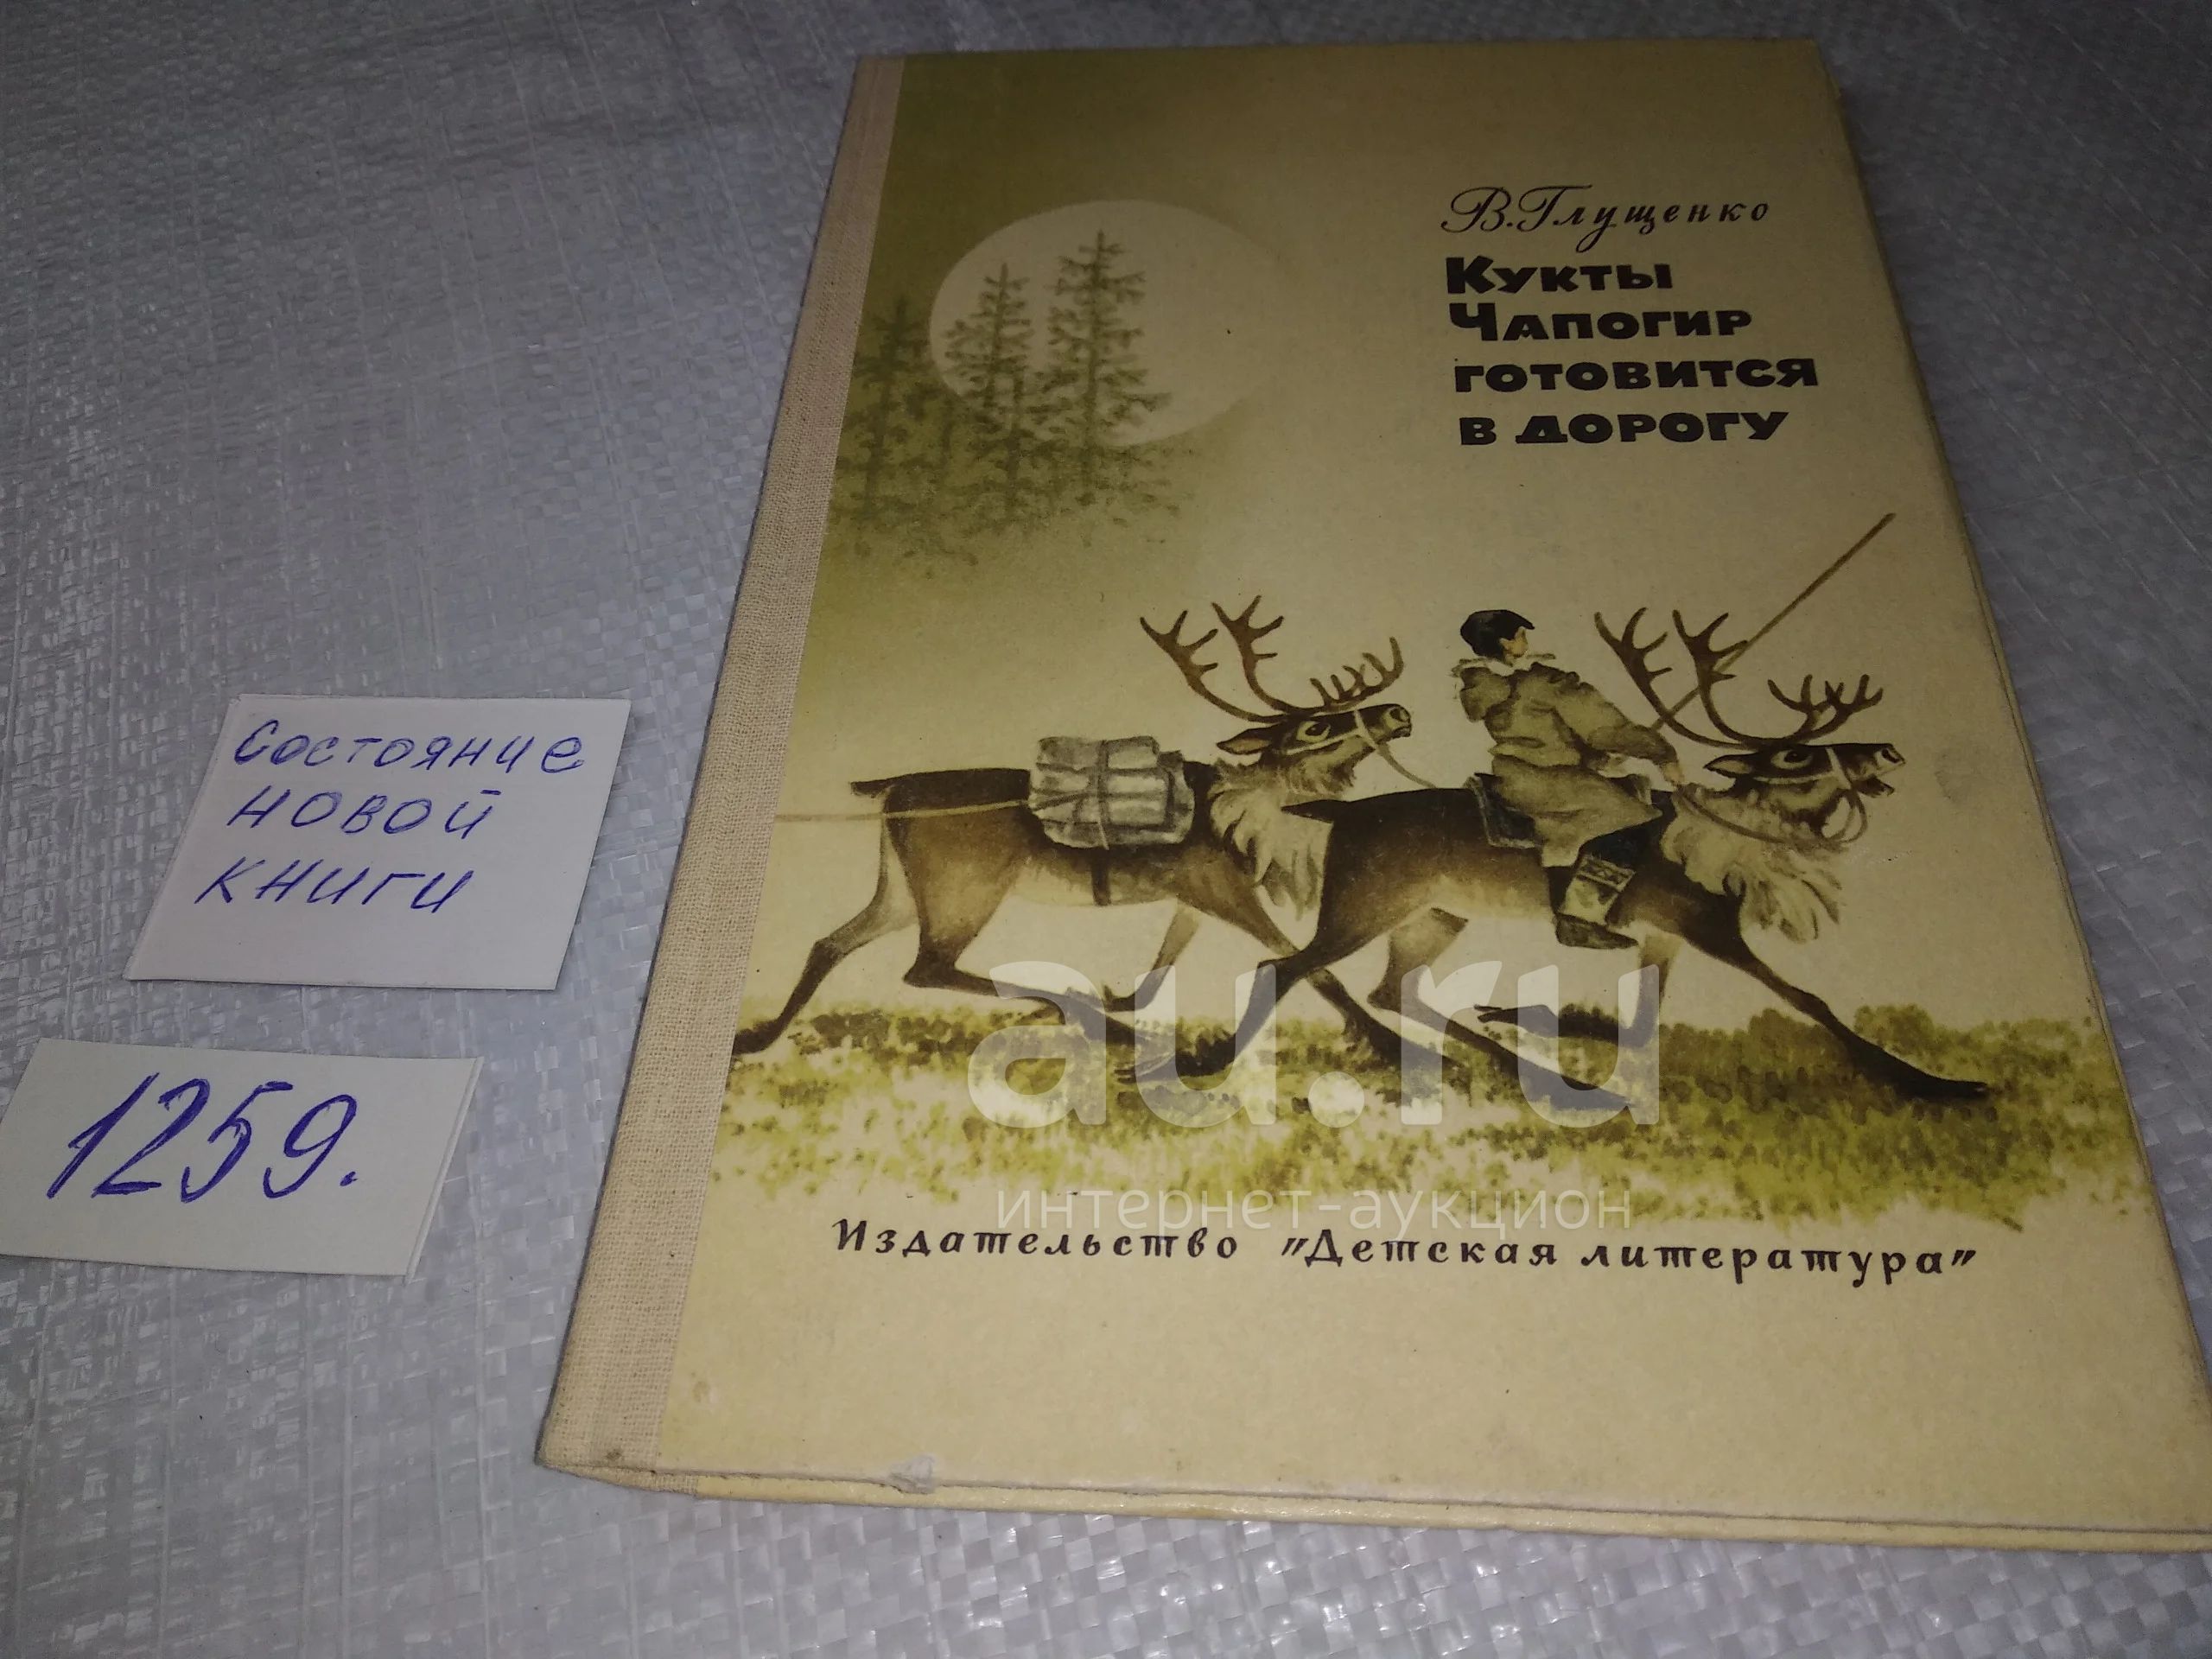 В. Глущенко
Кукты
Чапогир
готовится
в дорогу
Состояние
новой
книги
1259.
au.ru
интернет-аукцион
Издательство "Детская литература"